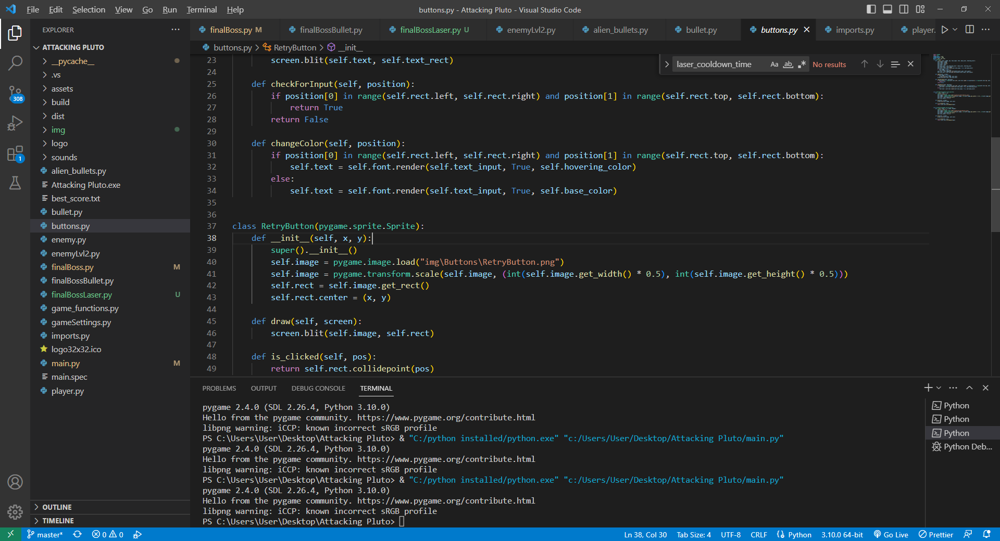 File Edit Selection View Go Run Terminal Help
buttons.py - Attacking Pluto - Visual Studio Code
EXPLORER
ATTACKING PLUTO
__pycache__
.vs
assets
build
dist
img
logo
sounds
alien_bullets.py
Attacking Pluto.exe
best_score.txt
bullet.py
buttons.py
enemy.py
enemyLvl2.py
finalBoss.py M
finalBossBullet.py
finalBossLaser.py U
game_functions.py
gameSettings.py
imports.py
logo32x32.ico
main.py M
main.spec
player.py
OUTLINE
TIMELINE
308
1
finalBoss.py M finalBossBullet.py finalBossLaser.py U enemyLvl2.py alien_bullets.py bullet.py buttons.py imports.py player.
buttons.py > RetryButton > __init__
laser_cooldown_time Aa ab .* No results
23 screen.blit(self.text, self.text_rect)
24
25 def checkForInput(self, position):
26 if position[0] in range(self.rect.left, self.rect.right) and position[1] in range(self.rect.top, self.rect.bottom):
27 return True
28 return False
29
30 def changeColor(self, position):
31 if position[0] in range(self.rect.left, self.rect.right) and position[1] in range(self.rect.top, self.rect.bottom):
32 self.text = self.font.render(self.text_input, True, self.hovering_color)
33 else:
34 self.text = self.font.render(self.text_input, True, self.base_color)
35
36
37 class RetryButton(pygame.sprite.Sprite):
38 def __init__(self, x, y):
39 super().__init__()
40 self.image = pygame.image.load("img\Buttons\RetryButton.png")
41 self.image = pygame.transform.scale(self.image, (int(self.image.get_width() * 0.5), int(self.image.get_height() * 0.5)))
42 self.rect = self.image.get_rect()
43 self.rect.center = (x, y)
44
45 def draw(self, screen):
46 screen.blit(self.image, self.rect)
47
48 def is_clicked(self, pos):
49 return self.rect.collidepoint(pos)
PROBLEMS OUTPUT DEBUG CONSOLE TERMINAL
pygame 2.4.0 (SDL 2.26.4, Python 3.10.0)
Hello from the pygame community. https://www.pygame.org/contribute.html
libpng warning: iCCP: known incorrect sRGB profile
PS C:\Users\User\Desktop\Attacking Pluto> & "C:/python installed/python.exe" "c:/Users/User/Desktop/Attacking Pluto/main.py"
pygame 2.4.0 (SDL 2.26.4, Python 3.10.0)
Hello from the pygame community. https://www.pygame.org/contribute.html
libpng warning: iCCP: known incorrect sRGB profile
PS C:\Users\User\Desktop\Attacking Pluto> & "C:/python installed/python.exe" "c:/Users/User/Desktop/Attacking Pluto/main.py"
pygame 2.4.0 (SDL 2.26.4, Python 3.10.0)
Hello from the pygame community. https://www.pygame.org/contribute.html
libpng warning: iCCP: known incorrect sRGB profile
PS C:\Users\User\Desktop\Attacking Pluto>
Python
Python
Python
Python Deb...
master* 0 0
Ln 38, Col 30 Tab Size: 4 UTF-8 CRLF Python 3.10.0 64-bit Go Live Prettier